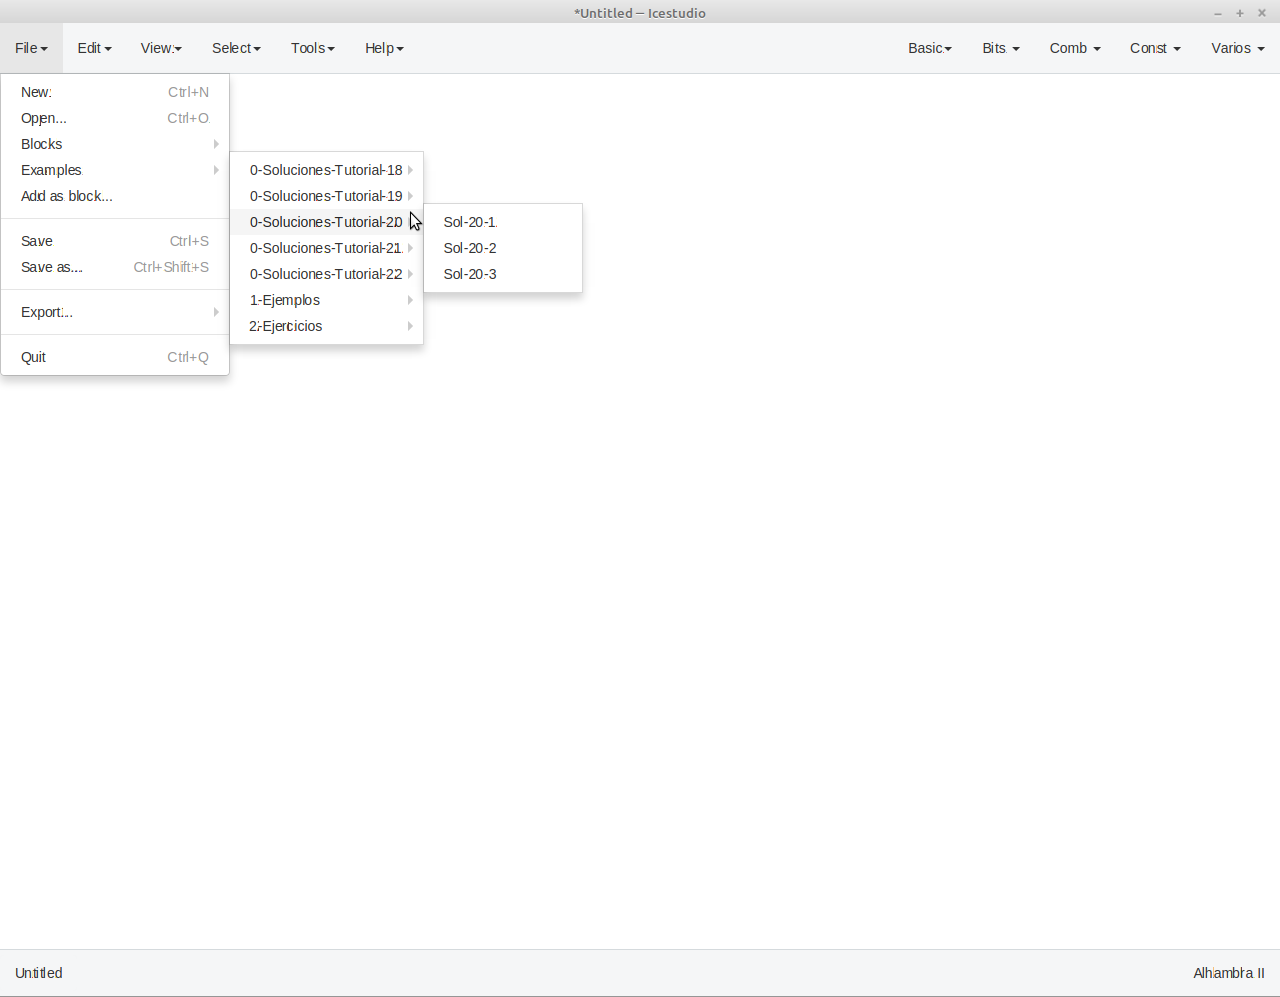 *Untitled – Icestudio
File Edit View Select Tools Help Basic Bits Comb Const Varios
New Ctrl+N
Open... Ctrl+O
Blocks
Examples
Add as block...
Save Ctrl+S
Save as... Ctrl+Shift+S
Export...
Quit Ctrl+Q
0-Soluciones-Tutorial-18
0-Soluciones-Tutorial-19
0-Soluciones-Tutorial-20
0-Soluciones-Tutorial-21
0-Soluciones-Tutorial-22
1-Ejemplos
2-Ejercicios
Sol-20-1
Sol-20-2
Sol-20-3
Untitled Alhambra II